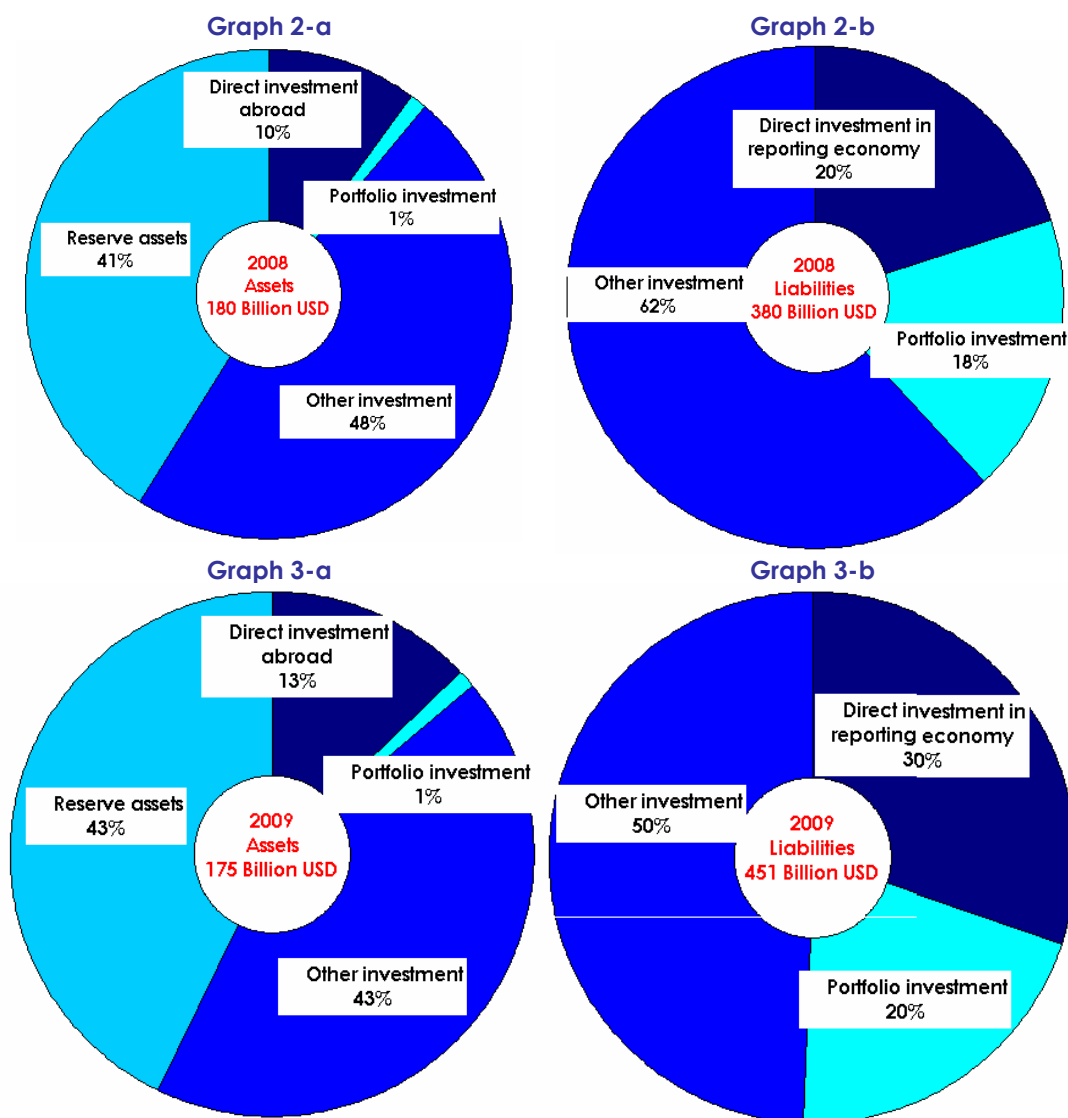 Graph 2-a
Direct investment
abroad
10%
Portfolio investment
1%
Reserve assets
41%
2008
Assets
180 Billion USD
Other investment
48%
Graph 2-b
Direct investment in
reporting economy
20%
Other investment
62%
2008
Liabilities
380 Billion USD
Portfolio investment
18%
Graph 3-a
Direct investment
abroad
13%
Portfolio investment
1%
Reserve assets
43%
2009
Assets
175 Billion USD
Other investment
43%
Graph 3-b
Direct investment in
reporting economy
30%
Other investment
50%
2009
Liabilities
451 Billion USD
Portfolio investment
20%